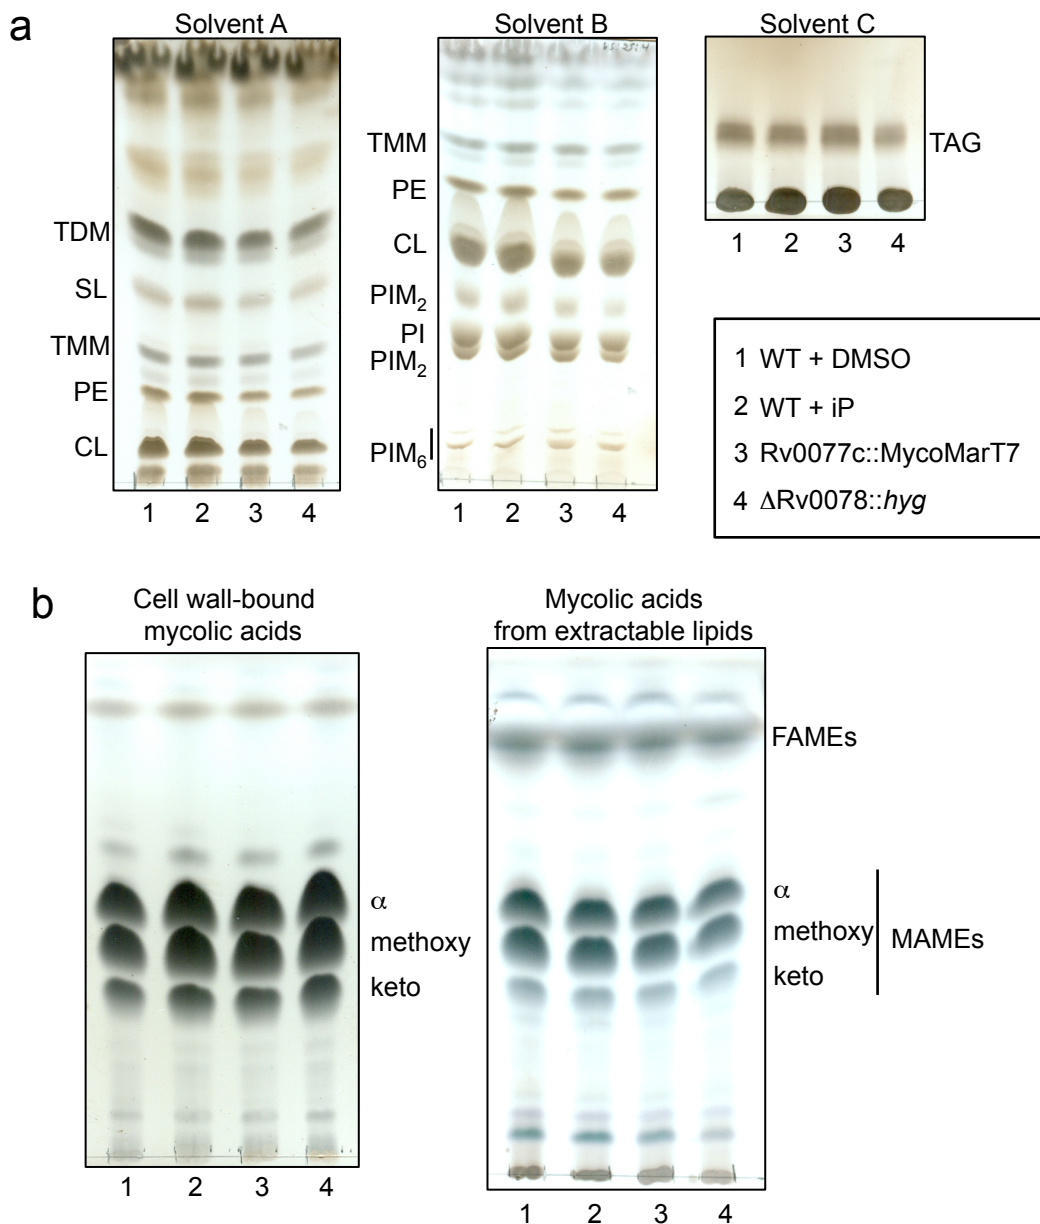 a
Solvent A
Solvent B
Solvent C
TDM
SL
TMM
PE
CL
1 2 3 4
TMM
PE
CL
PIM₂
PI
PIM₂
PIM₆
1 2 3 4
TAG
1 2 3 4
1 WT + DMSO
2 WT + iP
3 Rv0077c::MycoMarT7
4 ΔRv0078::hyg
b
Cell wall-bound
mycolic acids
α
methoxy
keto
1 2 3 4
Mycolic acids
from extractable lipids
FAMEs
α
methoxy
keto
MAMEs
1 2 3 4